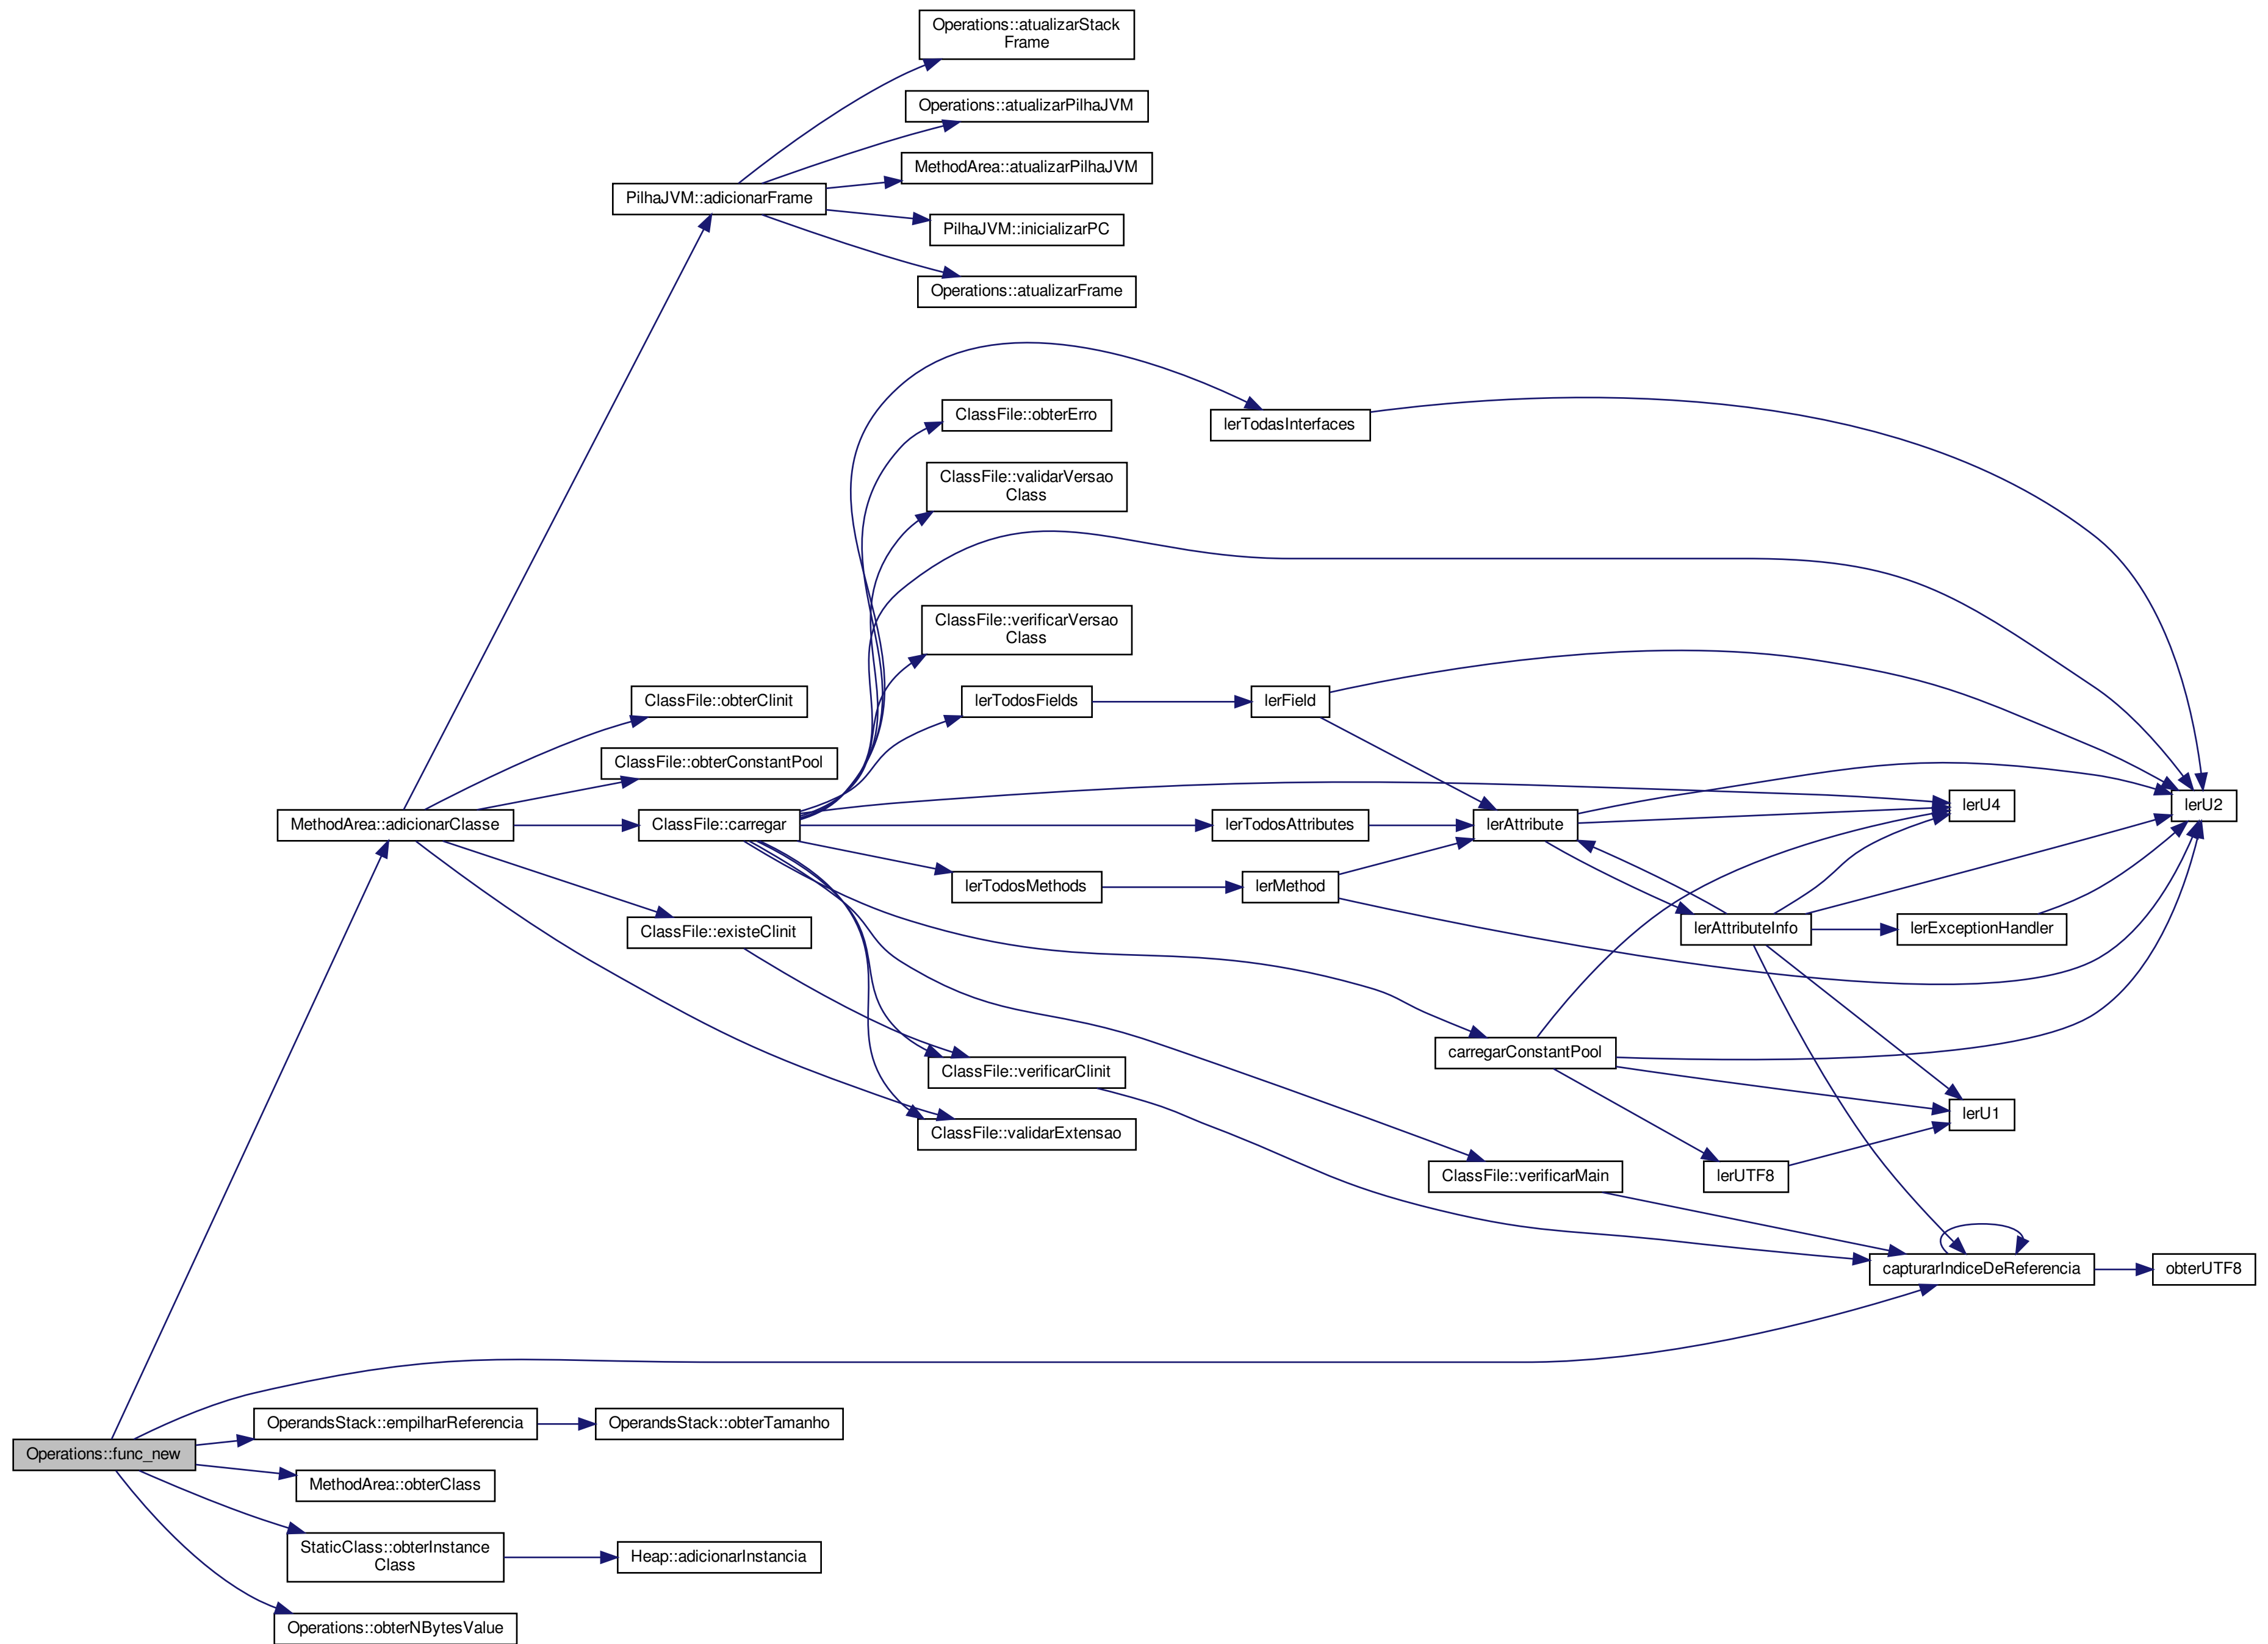 Operations::atualizarStack
Frame
Operations::atualizarPilhaJVM
MethodArea::atualizarPilhaJVM
PilhaJVM::adicionarFrame
PilhaJVM::inicializarPC
Operations::atualizarFrame
ClassFile::obterErro
lerTodasInterfaces
ClassFile::validarVersao
Class
ClassFile::verificarVersao
Class
ClassFile::obterClinit
lerTodosFields
lerField
ClassFile::obterConstantPool
lerU4
lerU2
MethodArea::adicionarClasse
ClassFile::carregar
lerTodosAttributes
lerAttribute
lerTodosMethods
lerMethod
ClassFile::existeClinit
lerAttributeInfo
lerExceptionHandler
carregarConstantPool
ClassFile::verificarClinit
lerU1
ClassFile::validarExtensao
ClassFile::verificarMain
lerUTF8
capturarIndiceDeReferencia
obterUTF8
OperandsStack::empilharReferencia
OperandsStack::obterTamanho
Operations::func_new
MethodArea::obterClass
StaticClass::obterInstance
Class
Heap::adicionarInstancia
Operations::obterNBytesValue